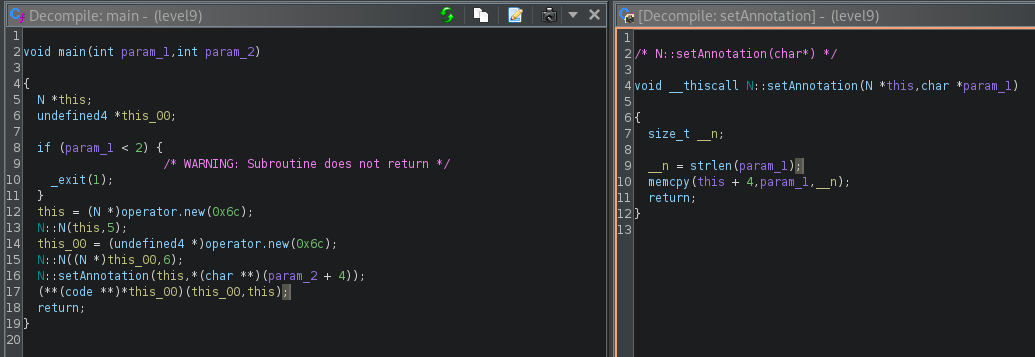 Decompile: main - (level9)
1
2 void main(int param_1,int param_2)
3
4 {
5 N *this;
6 undefined4 *this_00;
7
8 if (param_1 < 2) {
9 /* WARNING: Subroutine does not return */
10 _exit(1);
11 }
12 this = (N *)operator.new(0x6c);
13 N::N(this,5);
14 this_00 = (undefined4 *)operator.new(0x6c);
15 N::N((N *)this_00,6);
16 N::setAnnotation(this,*(char **)(param_2 + 4));
17 (**(code **)*this_00)(this_00,this);
18 return;
19 }
20
[Decompile: setAnnotation] - (level9)
1
2 /* N::setAnnotation(char*) */
3
4 void __thiscall N::setAnnotation(N *this,char *param_1)
5
6 {
7 size_t __n;
8
9 __n = strlen(param_1);
10 memcpy(this + 4,param_1,__n);
11 return;
12 }
13